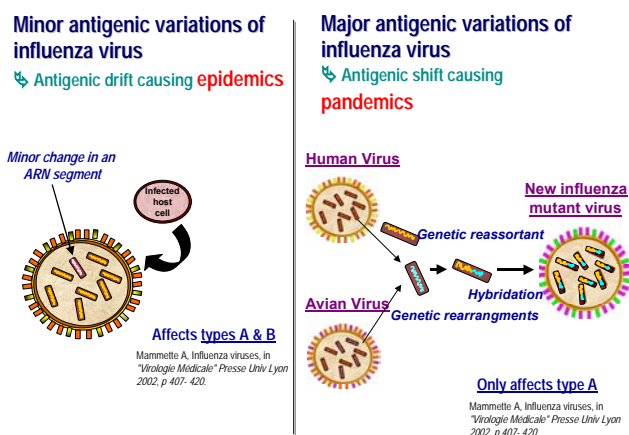 Minor antigenic variations of
influenza virus
Antigenic drift causing epidemics
Minor change in an
ARN segment
Infected
host
cell
Affects types A & B
Mammette A, Influenza viruses, in
"Virologie Médicale" Presse Univ Lyon
2002, p 407- 420.
Major antigenic variations of
influenza virus
Antigenic shift causing
pandemics
Human Virus
New influenza
mutant virus
Genetic reassortant
Hybridation
Avian Virus
Genetic rearrangments
Only affects type A
Mammette A, Influenza viruses, in
"Virologie Médicale" Presse Univ Lyon
2002, p 407- 420